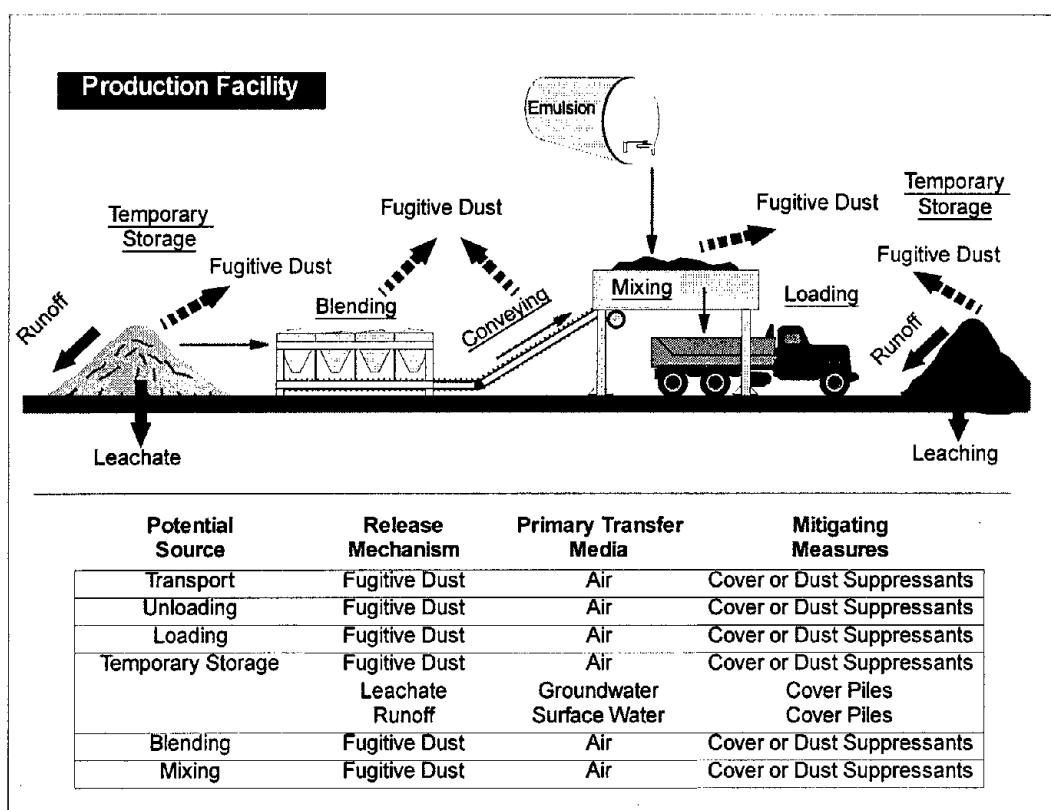 Production Facility
Emulsion
Temporary
Storage
Fugitive Dust
Runoff
Fugitive Dust
Blending
Conveying
Mixing
Fugitive Dust
Loading
Temporary
Storage
Fugitive Dust
Runoff
Leachate
Leaching
Potential Source Release Mechanism Primary Transfer Media Mitigating Measures
Transport Fugitive Dust Air Cover or Dust Suppressants
Unloading Fugitive Dust Air Cover or Dust Suppressants
Loading Fugitive Dust Air Cover or Dust Suppressants
Temporary Storage Fugitive Dust Air Cover or Dust Suppressants
Leachate Groundwater Cover Piles
Runoff Surface Water Cover Piles
Blending Fugitive Dust Air Cover or Dust Suppressants
Mixing Fugitive Dust Air Cover or Dust Suppressants